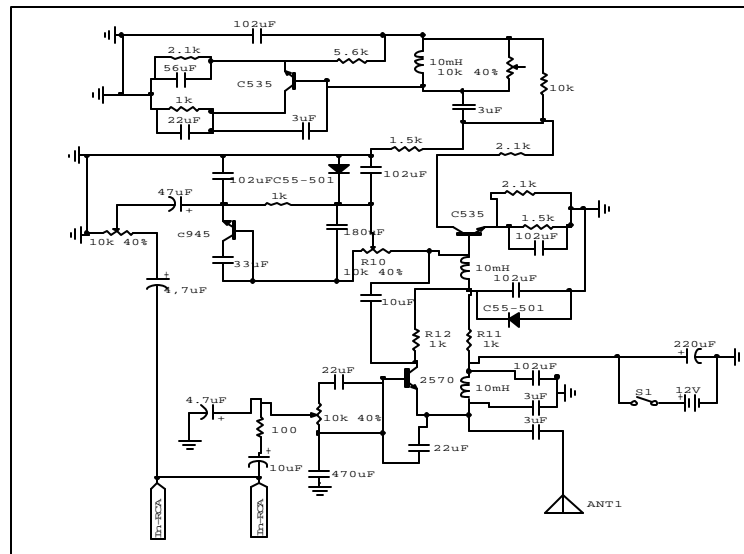 102uF
2.1k
5.6k
56uF
10mH
10k 40%
C535
10k
1k
22uF
3uF
3uF
1.5k
2.1k
102uF
C55-501
102uF
2.1k
47uF
1k
C535
1.5k
10k 40%
c945
180uF
102uF
33uF
R10
10k 40%
10mH
102uF
4,7uF
10uF
C55-501
R12
1k
R11
1k
220uF
22uF
2570
102uF
10mH
S1
12V
4.7uF
10k 40%
3uF
3uF
100
22uF
10uF
470uF
In-RCA
In-RCA
ANT1